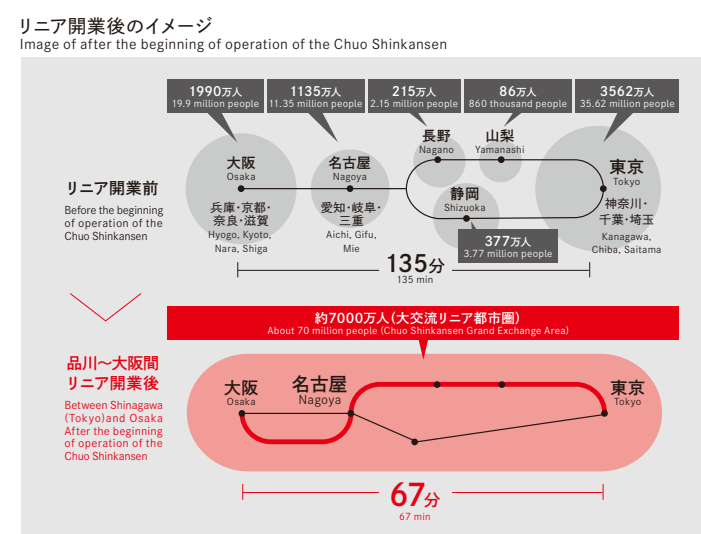 リニア開業後のイメージ
Image of after the beginning of operation of the Chuo Shinkansen
1990万人
19.9 million people
1135万人
11.35 million people
215万人
2.15 million people
86万人
860 thousand people
3562万人
35.62 million people
リニア開業前
Before the beginning
of operation of the
Chuo Shinkansen
大阪
Osaka
兵庫・京都・
奈良・滋賀
Hyogo, Kyoto,
Nara, Shiga
名古屋
Nagoya
愛知・岐阜・
三重
Aichi, Gifu,
Mie
長野
Nagano
山梨
Yamanashi
静岡
Shizuoka
377万人
3.77 million people
東京
Tokyo
神奈川・
千葉・埼玉
Kanagawa,
Chiba, Saitama
135分
135 min
約7000万人(大交流リニア都市圏)
About 70 million people (Chuo Shinkansen Grand Exchange Area)
品川〜大阪間
リニア開業後
Between Shinagawa
(Tokyo)and Osaka
After the beginning
of operation of the
Chuo Shinkansen
大阪
Osaka
名古屋
Nagoya
東京
Tokyo
67分
67 min